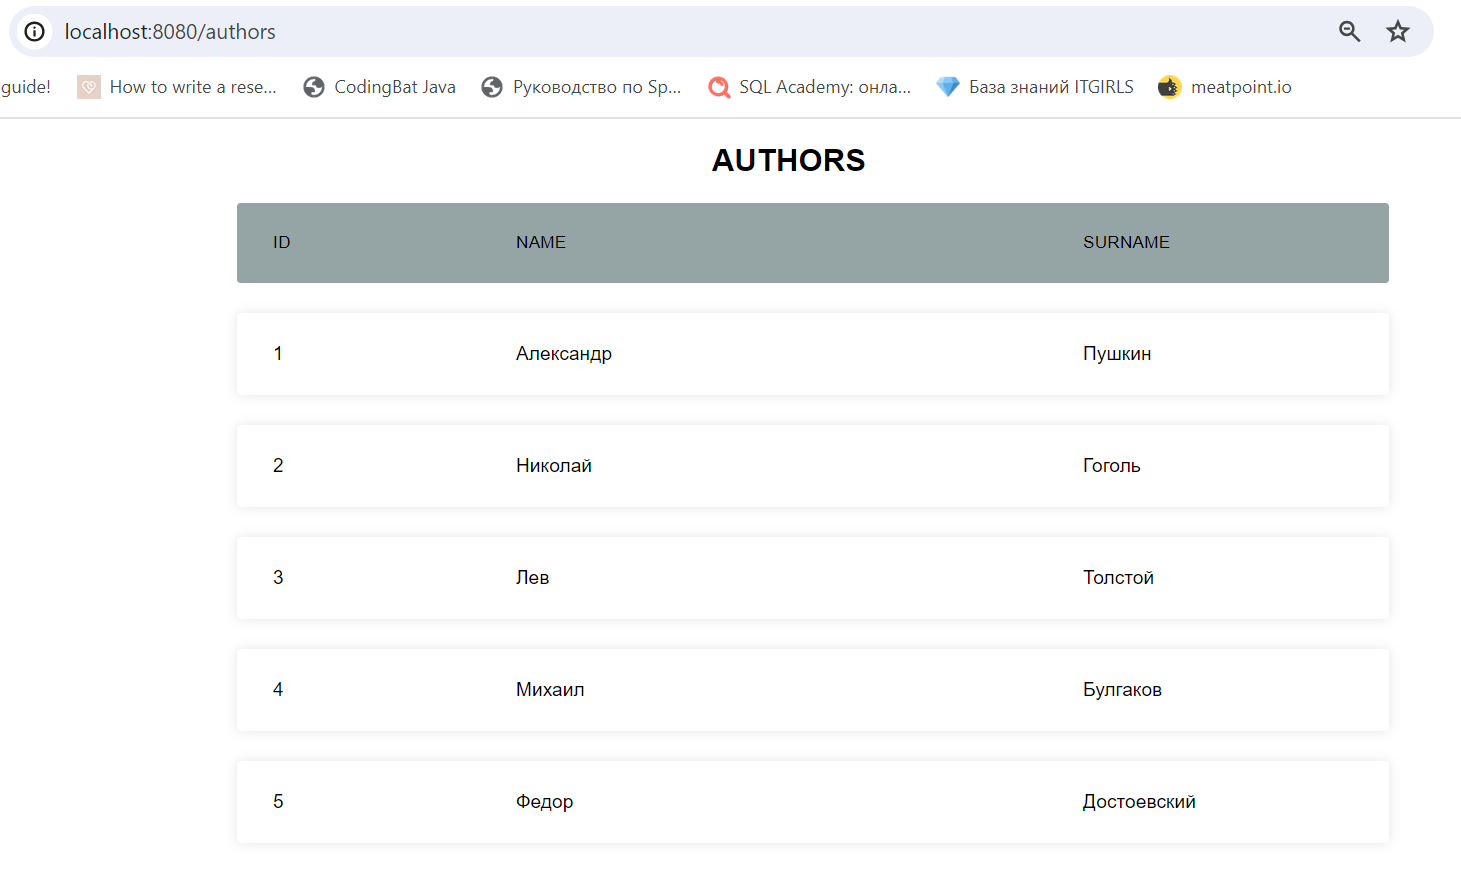 localhost:8080/authors
guide! How to write a rese... CodingBat Java Руководство по Sp... SQL Academy: онла... База знаний ITGIRLS meatpoint.io
AUTHORS
ID NAME SURNAME
1 Александр Пушкин
2 Николай Гоголь
3 Лев Толстой
4 Михаил Булгаков
5 Федор Достоевский